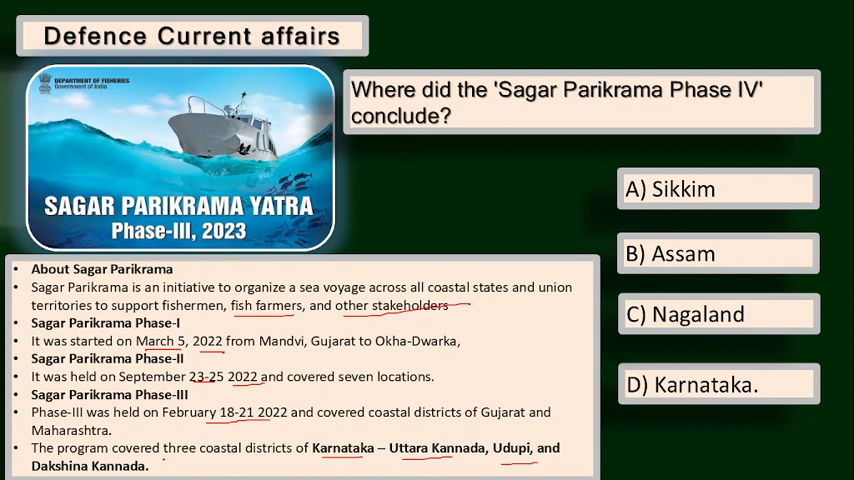 Defence Current affairs
DEPARTMENT OF FISHERIES
Government of India
SAGAR PARIKRAMA YATRA
Phase-III, 2023
Where did the 'Sagar Parikrama Phase IV'
conclude?
A) Sikkim
B) Assam
C) Nagaland
D) Karnataka.
• About Sagar Parikrama
• Sagar Parikrama is an initiative to organize a sea voyage across all coastal states and union
territories to support fishermen, fish farmers, and other stakeholders
• Sagar Parikrama Phase-I
• It was started on March 5, 2022 from Mandvi, Gujarat to Okha-Dwarka,
• Sagar Parikrama Phase-II
• It was held on September 23-25 2022 and covered seven locations.
• Sagar Parikrama Phase-III
• Phase-III was held on February 18-21 2022 and covered coastal districts of Gujarat and
Maharashtra.
• The program covered three coastal districts of Karnataka – Uttara Kannada, Udupi, and
Dakshina Kannada.